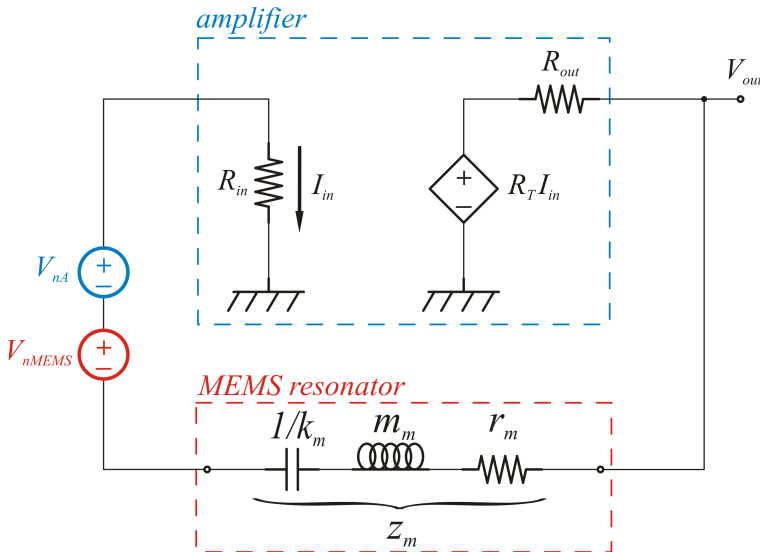 amplifier
R_out
V_out
R_in
I_in
+
−
R_T I_in
V_nA
+
−
V_nMEMS
+
−
MEMS resonator
1/k_m
m_m
r_m
z_m